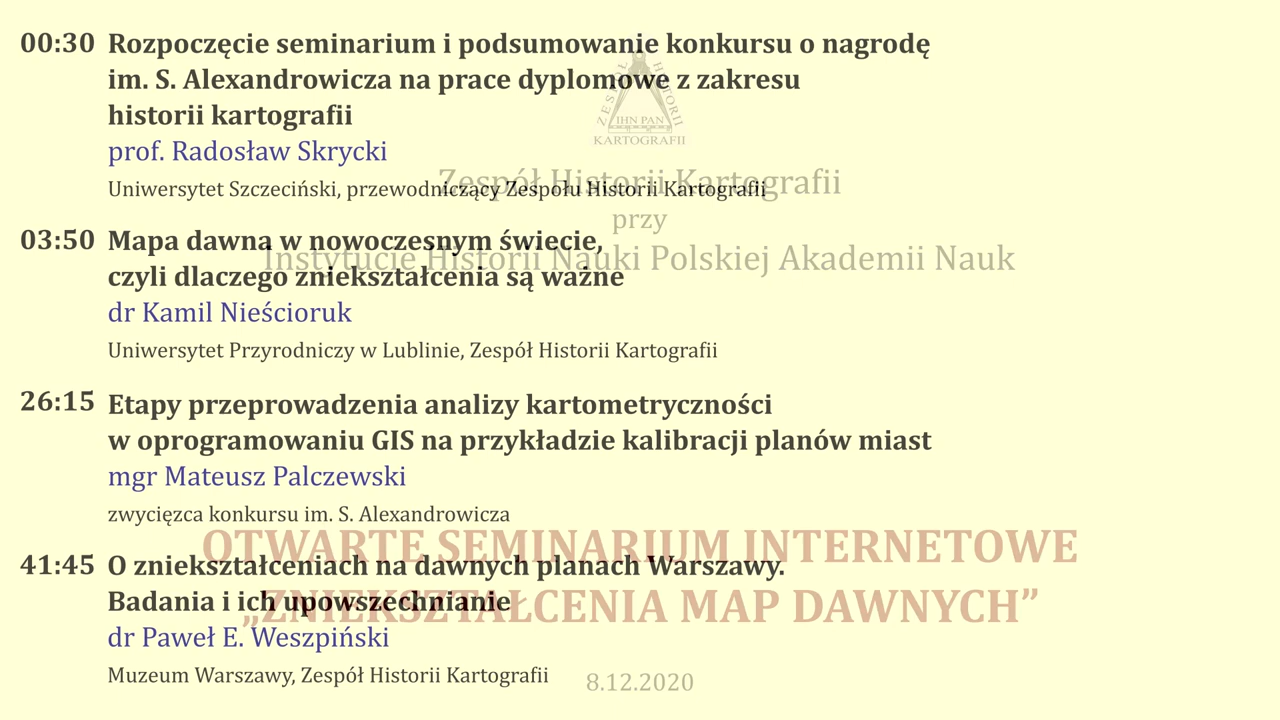 00:30 Rozpoczęcie seminarium i podsumowanie konkursu o nagrodę
im. S. Alexandrowicza na prace dyplomowe z zakresu
historii kartografii
prof. Radosław Skrycki
Uniwersytet Szczeciński, przewodniczący Zespołu Historii Kartografii
03:50 Mapa dawna w nowoczesnym świecie,
czyli dlaczego zniekształcenia są ważne
dr Kamil Nieścioruk
Uniwersytet Przyrodniczy w Lublinie, Zespół Historii Kartografii
26:15 Etapy przeprowadzenia analizy kartometryczności
w oprogramowaniu GIS na przykładzie kalibracji planów miast
mgr Mateusz Palczewski
zwycięzca konkursu im. S. Alexandrowicza
41:45 O zniekształceniach na dawnych planach Warszawy.
Badania i ich upowszechnianie
dr Paweł E. Weszpiński
Muzeum Warszawy, Zespół Historii Kartografii
ZESPÓŁ HISTORII
IHN PAN
KARTOGRAFII
Zespół Historii Kartografii
przy
Instytucie Historii Nauki Polskiej Akademii Nauk
OTWARTE SEMINARIUM INTERNETOWE
„ZNIEKSZTAŁCENIA MAP DAWNYCH”
8.12.2020